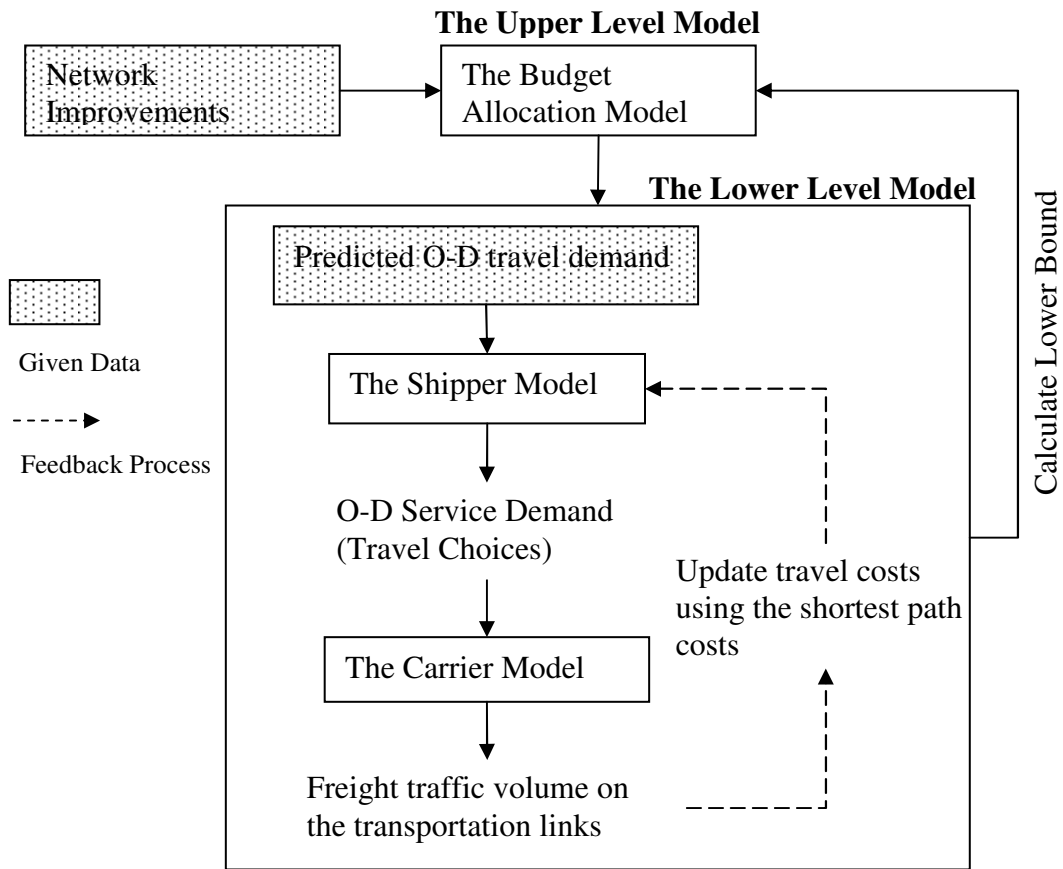 The Upper Level Model
Network
Improvements
The Budget
Allocation Model
The Lower Level Model
Predicted O-D travel demand
Given Data
Feedback Process
The Shipper Model
O-D Service Demand
(Travel Choices)
Update travel costs
using the shortest path
costs
The Carrier Model
Freight traffic volume on
the transportation links
Calculate Lower Bound